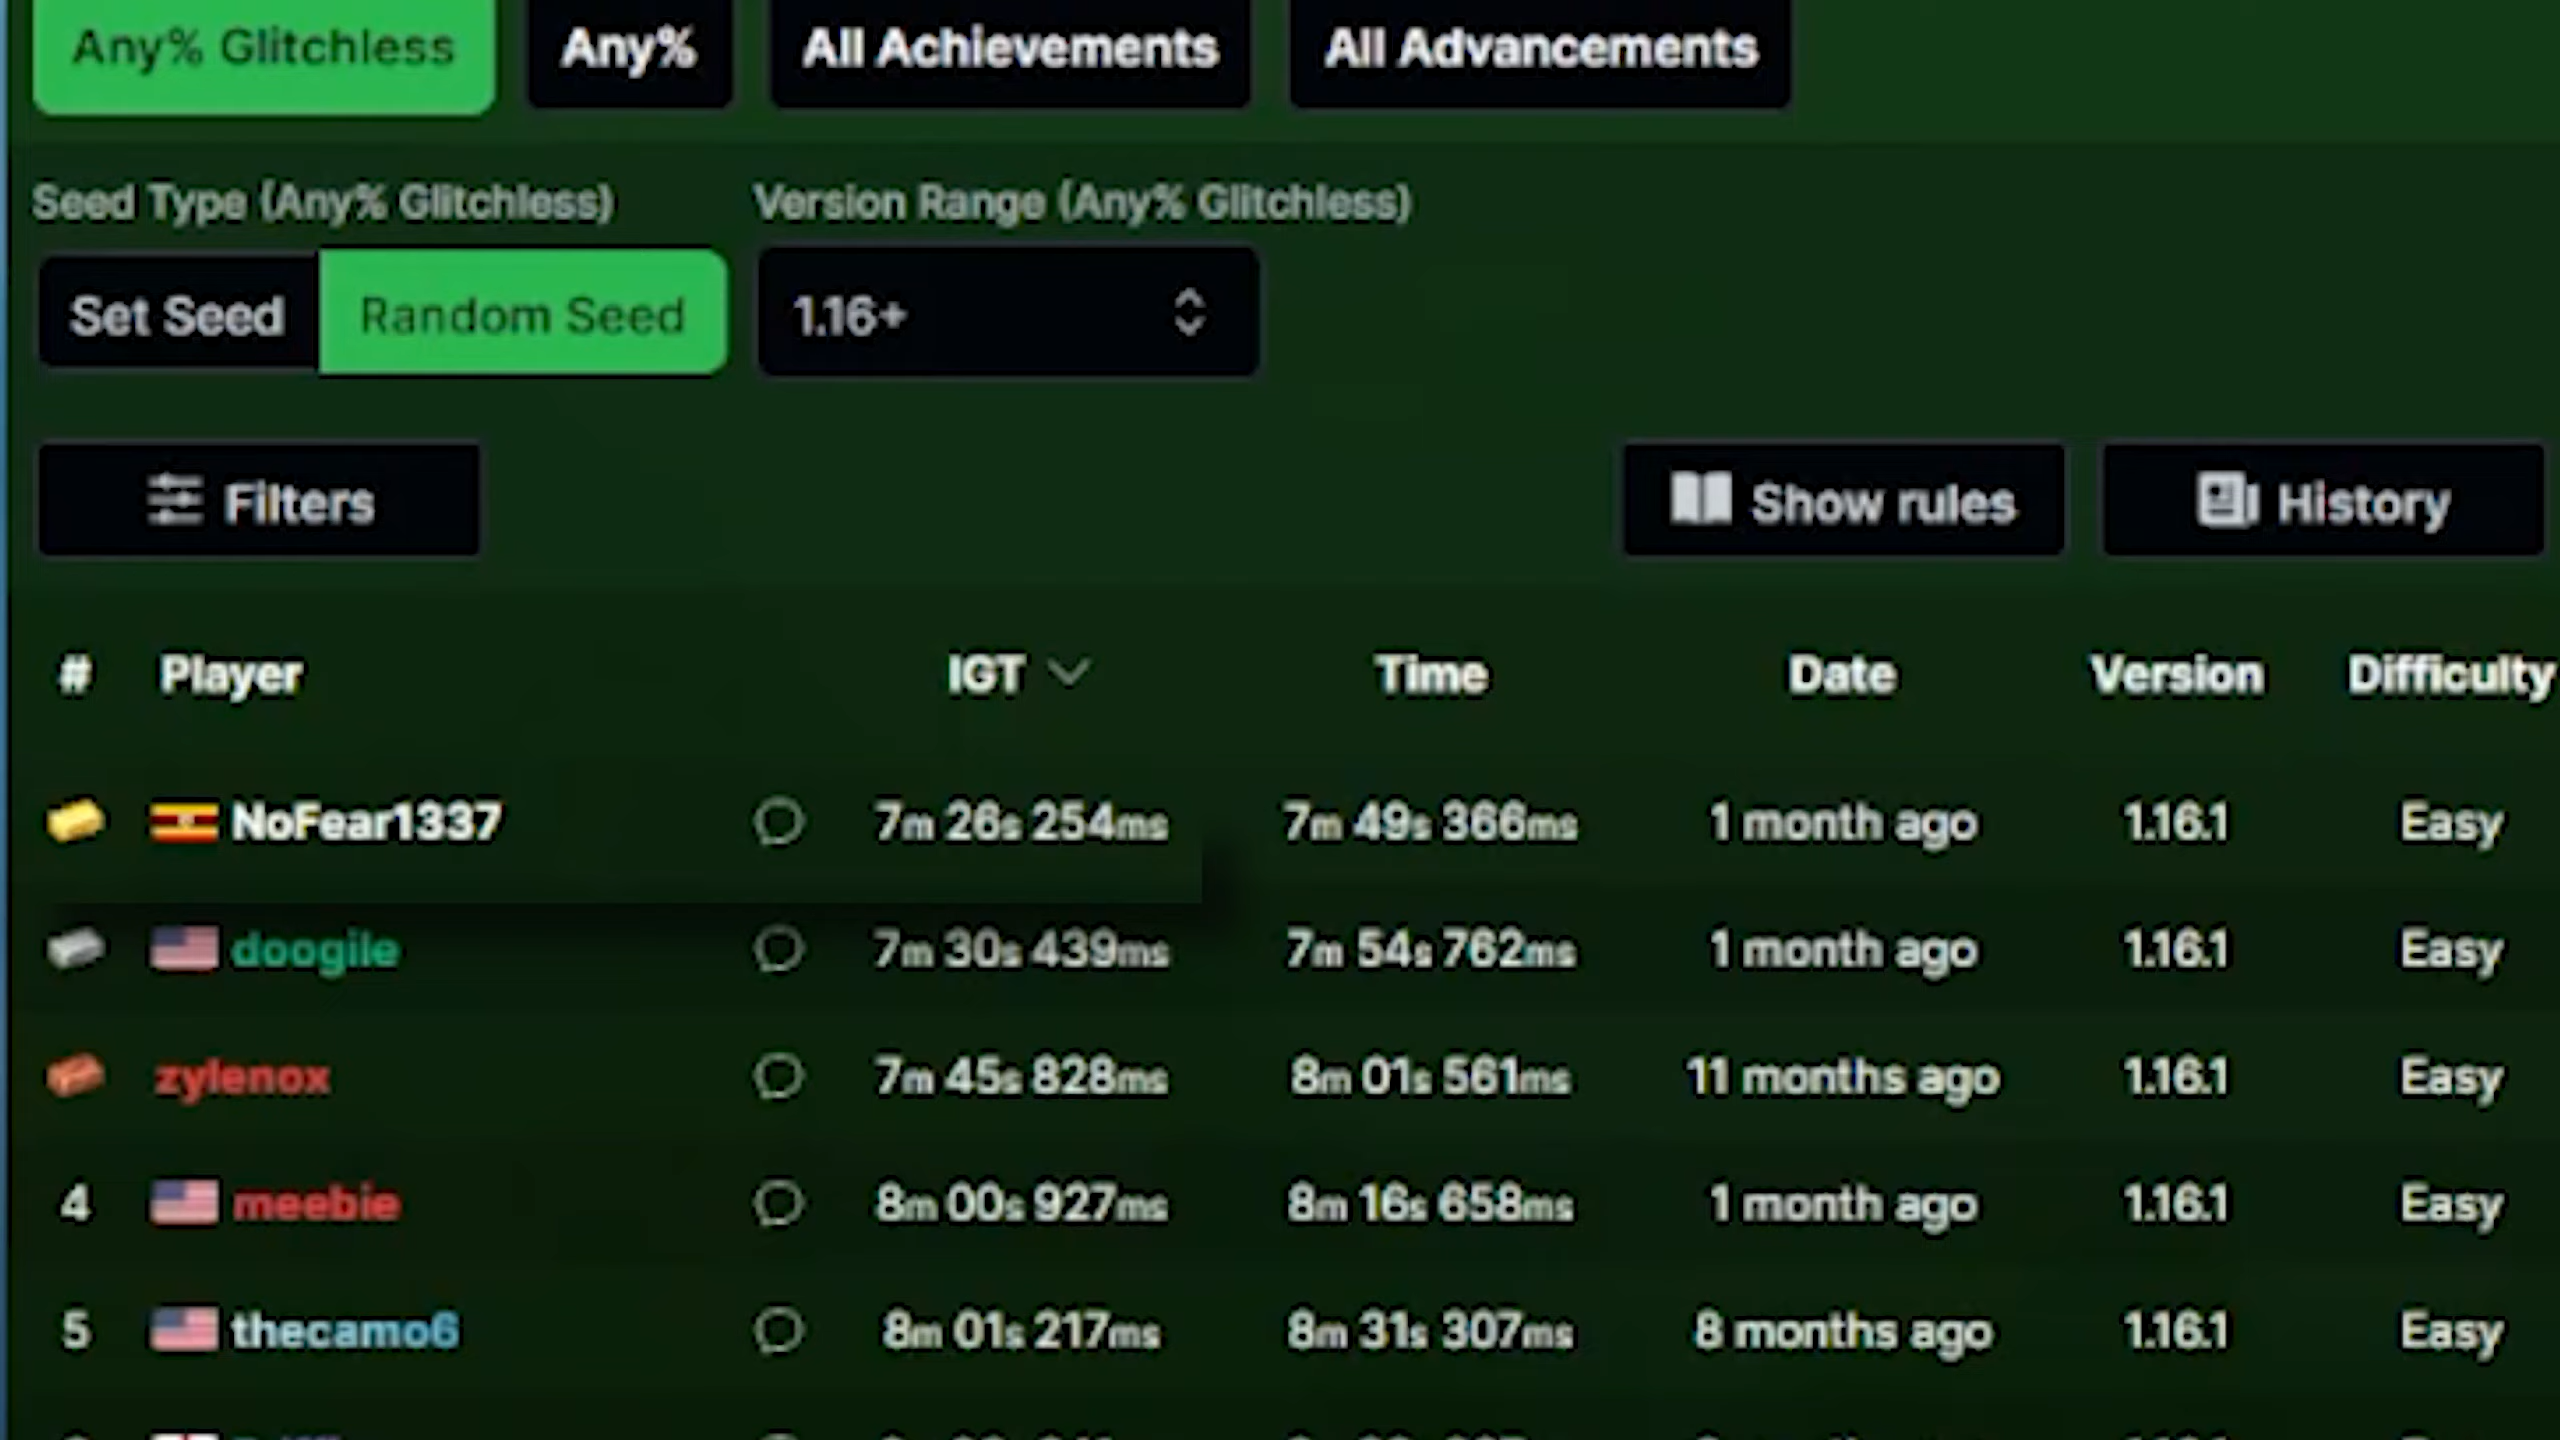 Any% Glitchless Any% All Achievements All Advancements
Seed Type (Any% Glitchless) Version Range (Any% Glitchless)
Set Seed Random Seed 1.16+
Filters Show rules History
# Player IGT Time Date Version Difficulty
NoFear1337 7m 26s 254ms 7m 49s 366ms 1 month ago 1.16.1 Easy
doogile 7m 30s 439ms 7m 54s 762ms 1 month ago 1.16.1 Easy
zylenox 7m 45s 828ms 8m 01s 561ms 11 months ago 1.16.1 Easy
4 meebie 8m 00s 927ms 8m 16s 658ms 1 month ago 1.16.1 Easy
5 thecamo6 8m 01s 217ms 8m 31s 307ms 8 months ago 1.16.1 Easy